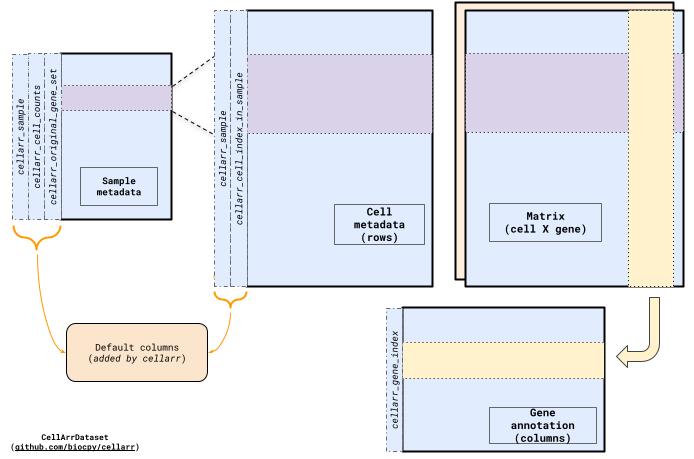 cellarr_sample
cellarr_cell_counts
cellarr_original_gene_set
Sample
metadata
cellarr_sample
cellarr_cell_index_in_sample
Cell
metadata
(rows)
Matrix
(cell X gene)
Default columns
(added by cellarr)
cellarr_gene_index
Gene
annotation
(columns)
CellArrDataset
(github.com/biocpy/cellarr)